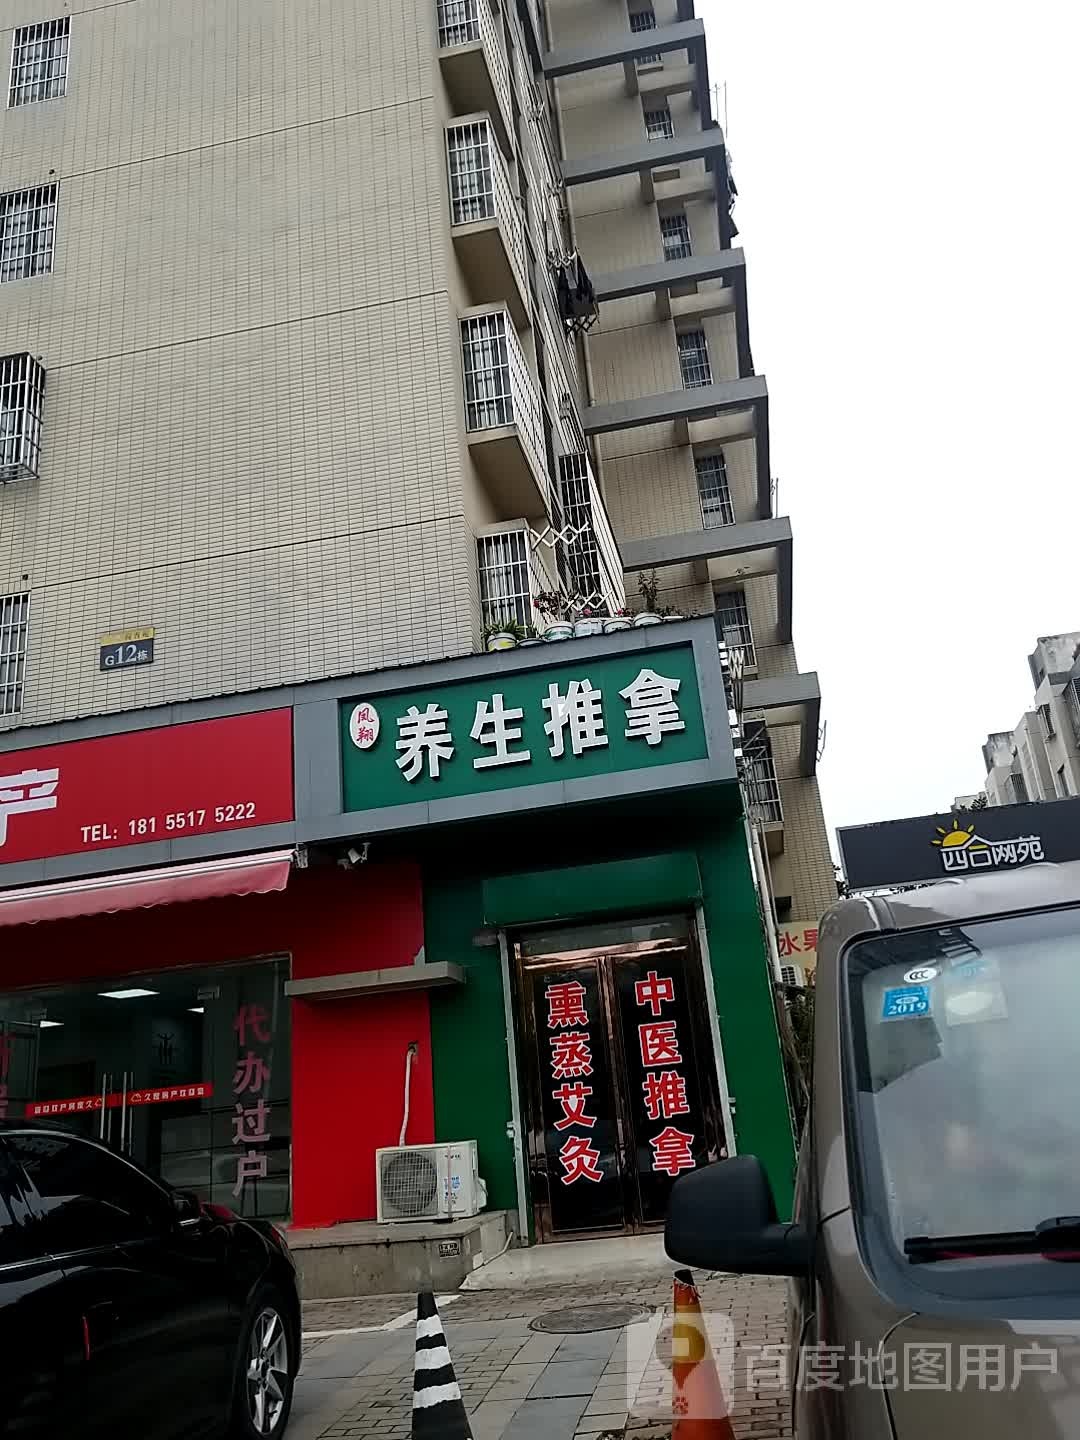 G12栋
凤翔
养生推拿
产
TEL: 181 5517 5222
四合网苑
水果
代办过户
熏蒸艾灸
中医推拿
2019
百度地图用户